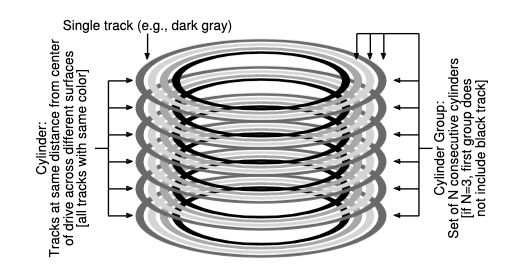 Single track (e.g., dark gray)
Cylinder:
Tracks at same distance from center
of drive across different surfaces
[all tracks with same color]
Cylinder Group:
Set of N consecutive cylinders
[if N=3, first group does
not include black track]